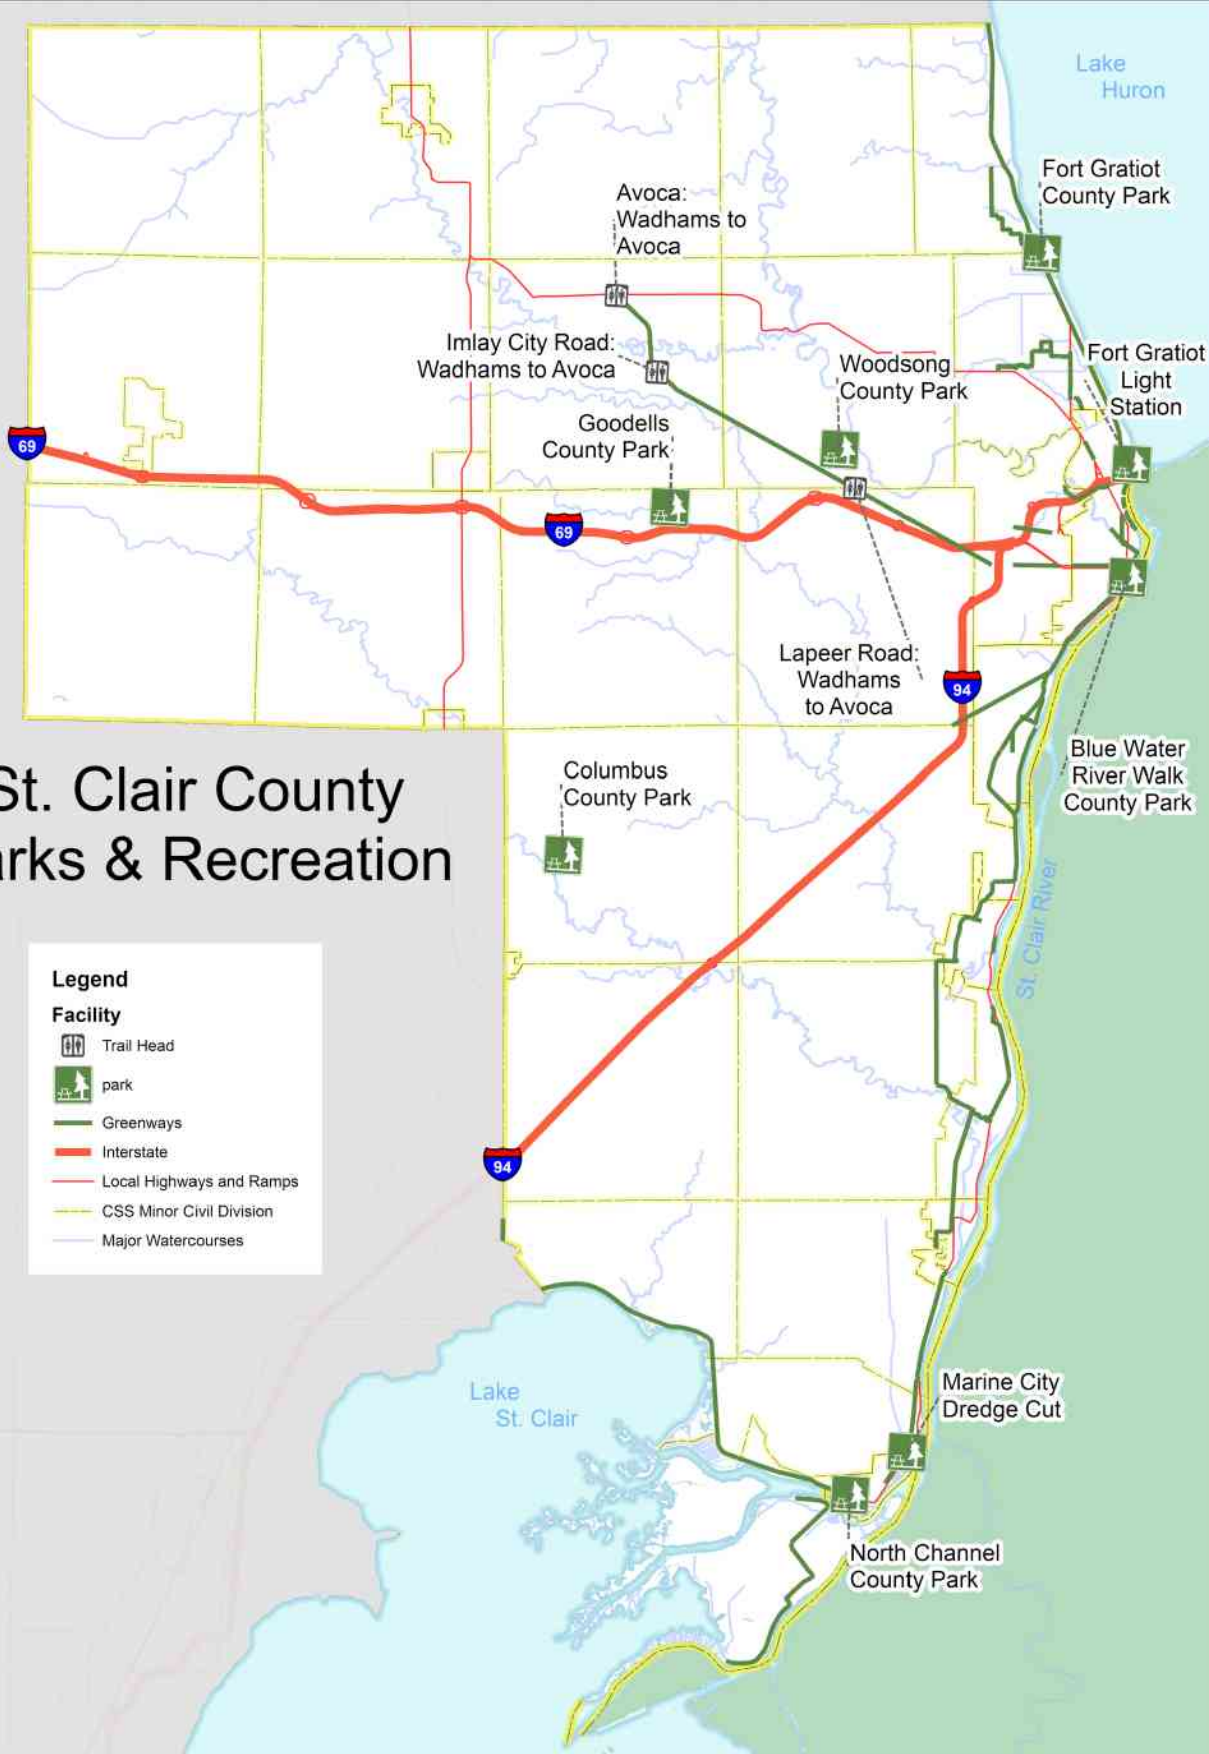 Lake
Huron
Fort Gratiot
County Park
Avoca:
Wadhams to
Avoca
Imlay City Road:
Wadhams to Avoca
Woodsong
County Park
Fort Gratiot
Light
Station
Goodells
County Park
69
69
Lapeer Road:
Wadhams
to Avoca
94
Blue Water
River Walk
County Park
Columbus
County Park
St. Clair County
arks & Recreation
St. Clair River
Legend
Facility
Trail Head
park
Greenways
Interstate
Local Highways and Ramps
CSS Minor Civil Division
Major Watercourses
94
Lake
St. Clair
Marine City
Dredge Cut
North Channel
County Park